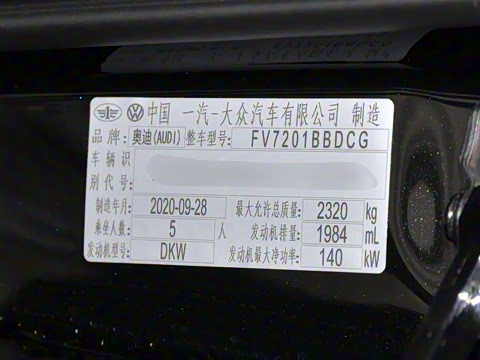 中国 一汽-大众汽车有限公司 制造
品牌: 奥迪(AUDI) 整车型号: FV7201BBDCG
车辆识
别代号:
制造年月: 2020-09-28 最大允许总质量: 2320 kg
乘坐人数: 5 人 发动机排量: 1984 mL
发动机型号: DKW 发动机最大净功率: 140 kW